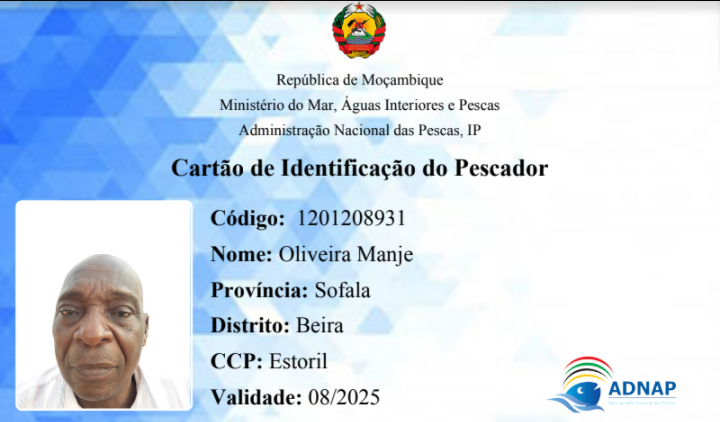 República de Moçambique
Ministério do Mar, Águas Interiores e Pescas
Administração Nacional das Pescas, IP
Cartão de Identificação do Pescador
Código: 1201208931
Nome: Oliveira Manje
Província: Sofala
Distrito: Beira
CCP: Estoril
Validade: 08/2025
ADNAP